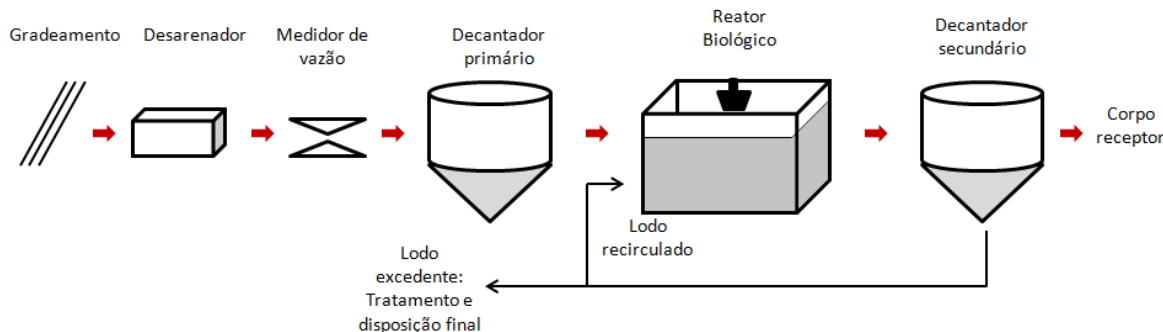 Gradeamento
Desarenador
Medidor de
vazão
Decantador
primário
Reator
Biológico
Decantador
secundário
Corpo
receptor
Lodo
recirculado
Lodo
excedente:
Tratamento e
disposição final